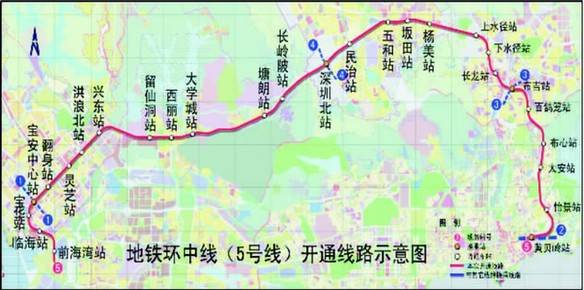 前海湾站
临海站
宝花站
宝安中心站
翻身站
灵芝站
洪浪北站
兴东站
留仙洞站
西丽站
大学城站
塘朗站
长岭陂站
深圳北站
民治站
五和站
坂田站
杨美站
上水径站
下水径站
长龙站
布吉站
百鸽笼站
布心站
太安站
怡景站
黄贝岭站
1
1
4
4
3
3
2
5
5
地铁环中线（5号线）开通线路示意图
图 例